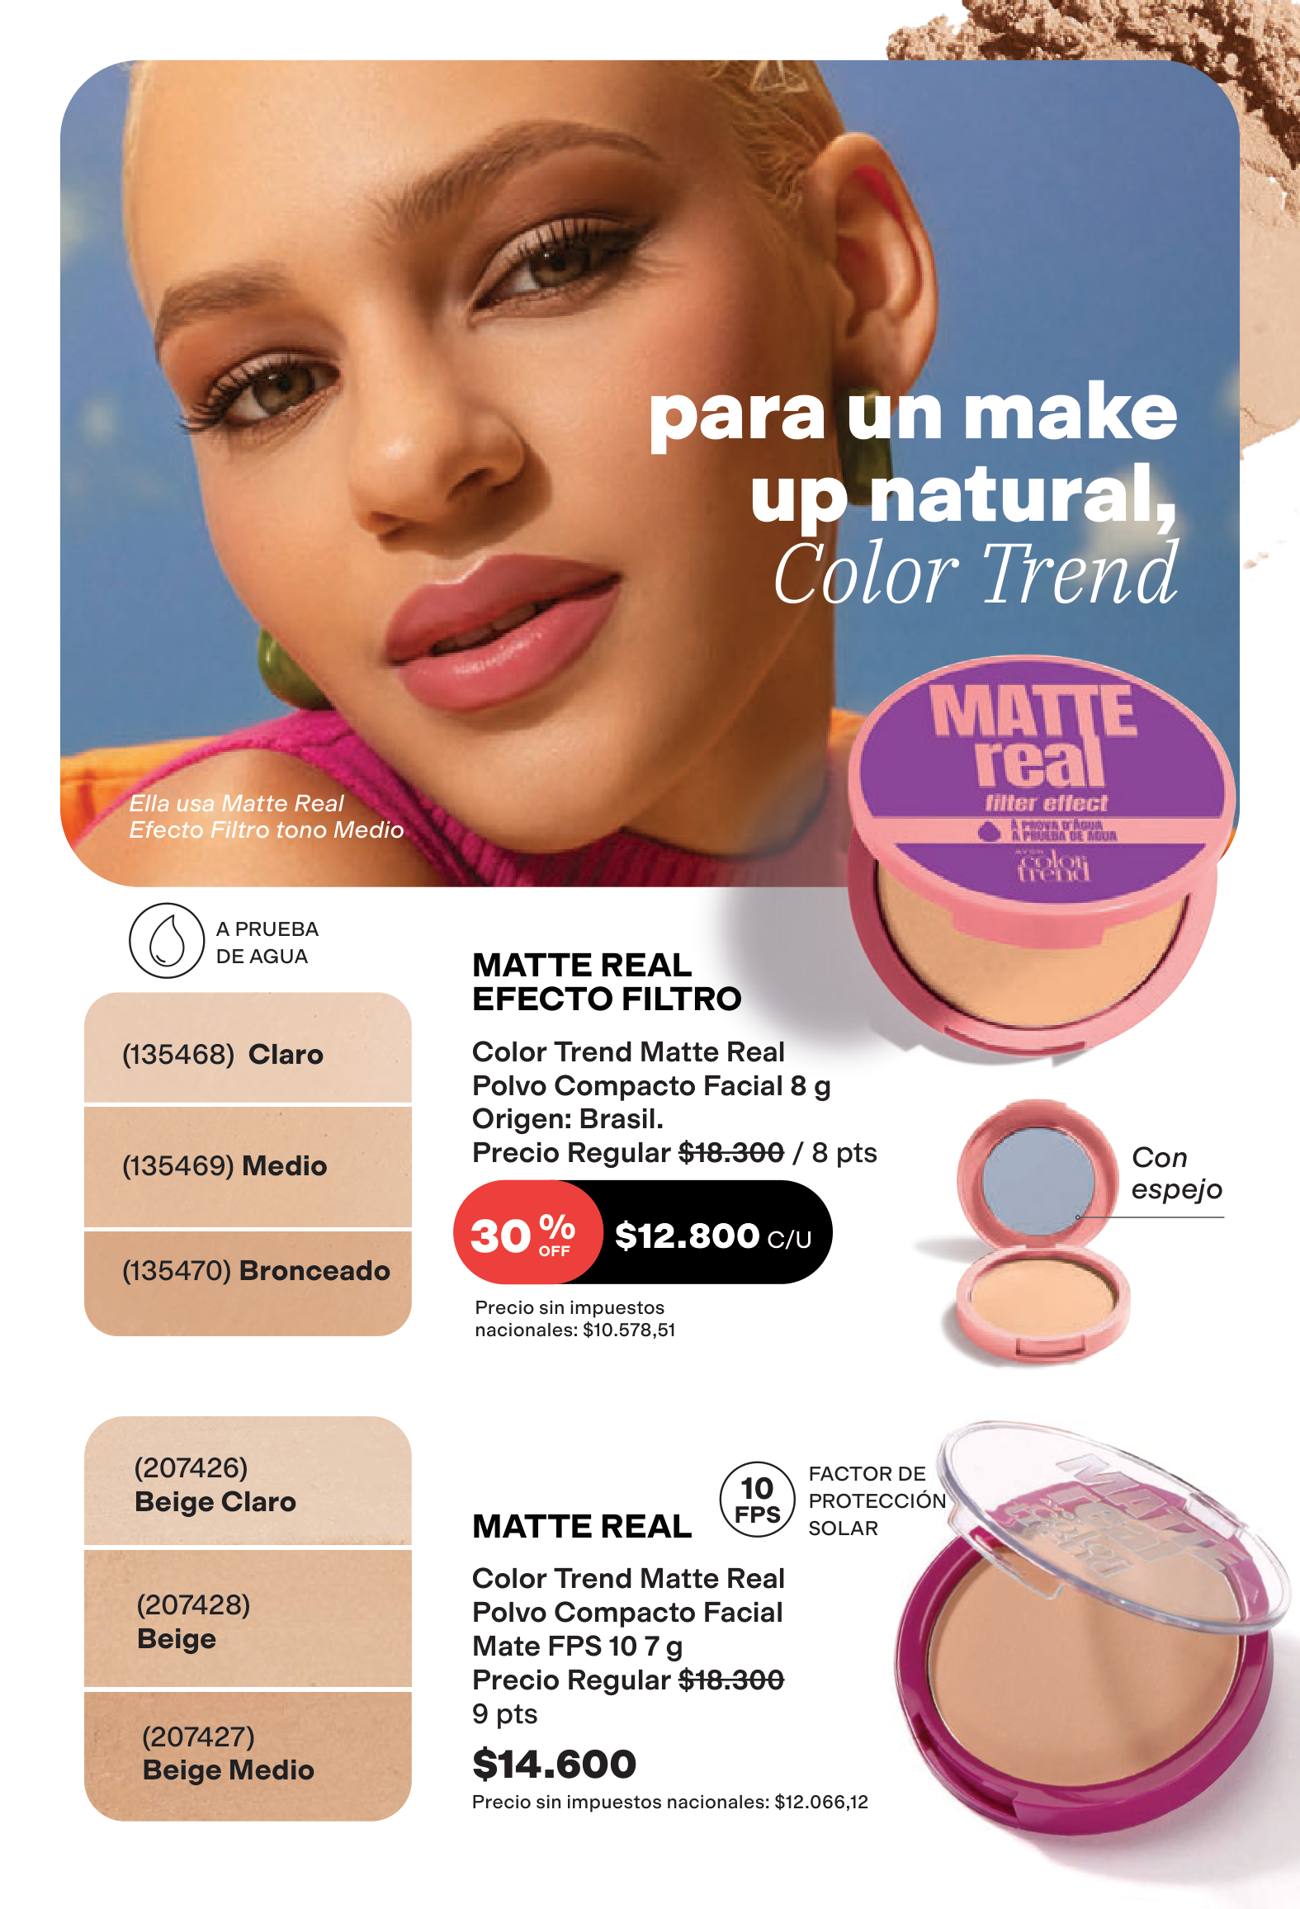 para un make
up natural,
Color Trend
MATTE
real
filter effect
À PROVA D'ÁGUA
A PRUEBA DE AGUA
AVON
color
trend
Ella usa Matte Real
Efecto Filtro tono Medio
A PRUEBA
DE AGUA
(135468) Claro
(135469) Medio
(135470) Bronceado
MATTE REAL
EFECTO FILTRO
Color Trend Matte Real
Polvo Compacto Facial 8 g
Origen: Brasil.
Precio Regular $18.300 / 8 pts
30% OFF $12.800 C/U
Precio sin impuestos
nacionales: $10.578,51
Con
espejo
(207426)
Beige Claro
(207428)
Beige
(207427)
Beige Medio
MATTE REAL
10
FPS
FACTOR DE
PROTECCIÓN
SOLAR
Color Trend Matte Real
Polvo Compacto Facial
Mate FPS 10 7 g
Precio Regular $18.300
9 pts
$14.600
Precio sin impuestos nacionales: $12.066,12
MATTE
real